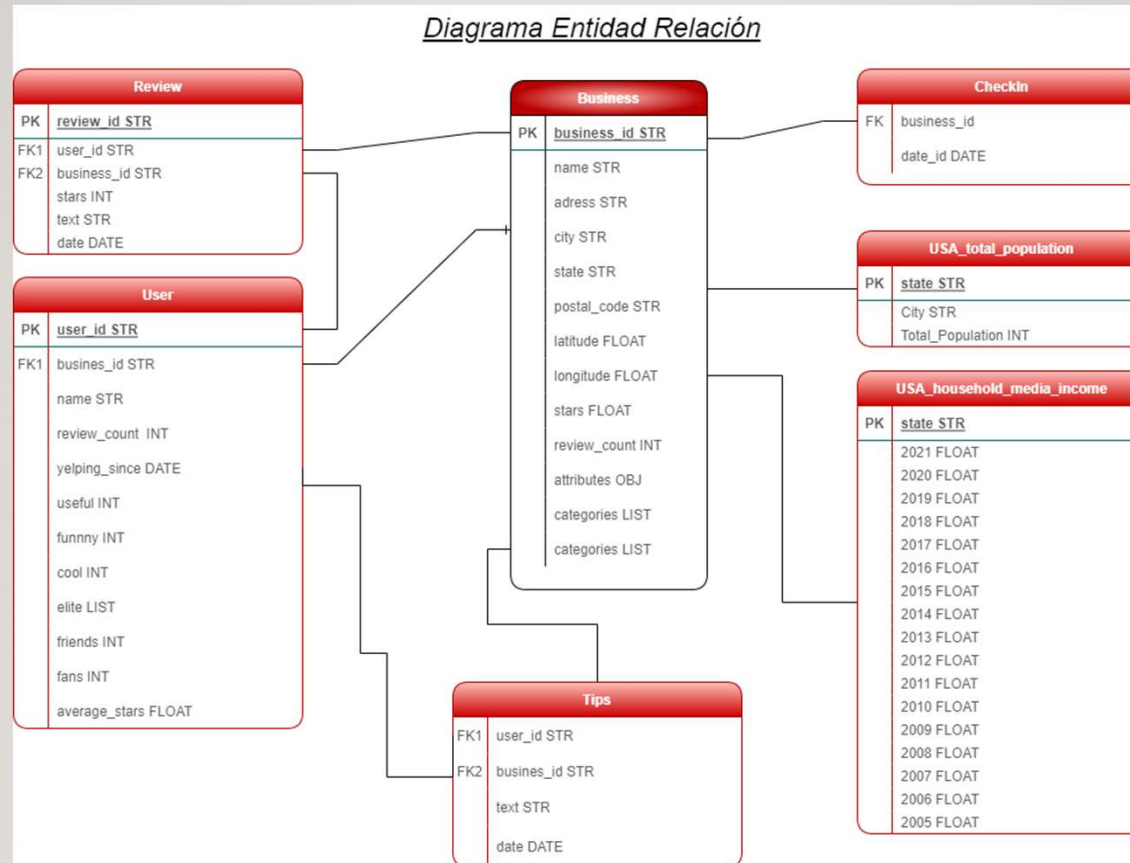 Diagrama Entidad Relación
Review
PK review_id STR
FK1 user_id STR
FK2 business_id STR
stars INT
text STR
date DATE
User
PK user_id STR
FK1 busines_id STR
name STR
review_count INT
yelping_since DATE
useful INT
funnny INT
cool INT
elite LIST
friends INT
fans INT
average_stars FLOAT
Business
PK business_id STR
name STR
adress STR
city STR
state STR
postal_code STR
latitude FLOAT
longitude FLOAT
stars FLOAT
review_count INT
attributes OBJ
categories LIST
categories LIST
Tips
FK1 user_id STR
FK2 busines_id STR
text STR
date DATE
CheckIn
FK business_id
date_id DATE
USA_total_population
PK state STR
City STR
Total_Population INT
USA_household_media_income
PK state STR
2021 FLOAT
2020 FLOAT
2019 FLOAT
2018 FLOAT
2017 FLOAT
2016 FLOAT
2015 FLOAT
2014 FLOAT
2013 FLOAT
2012 FLOAT
2011 FLOAT
2010 FLOAT
2009 FLOAT
2008 FLOAT
2007 FLOAT
2006 FLOAT
2005 FLOAT